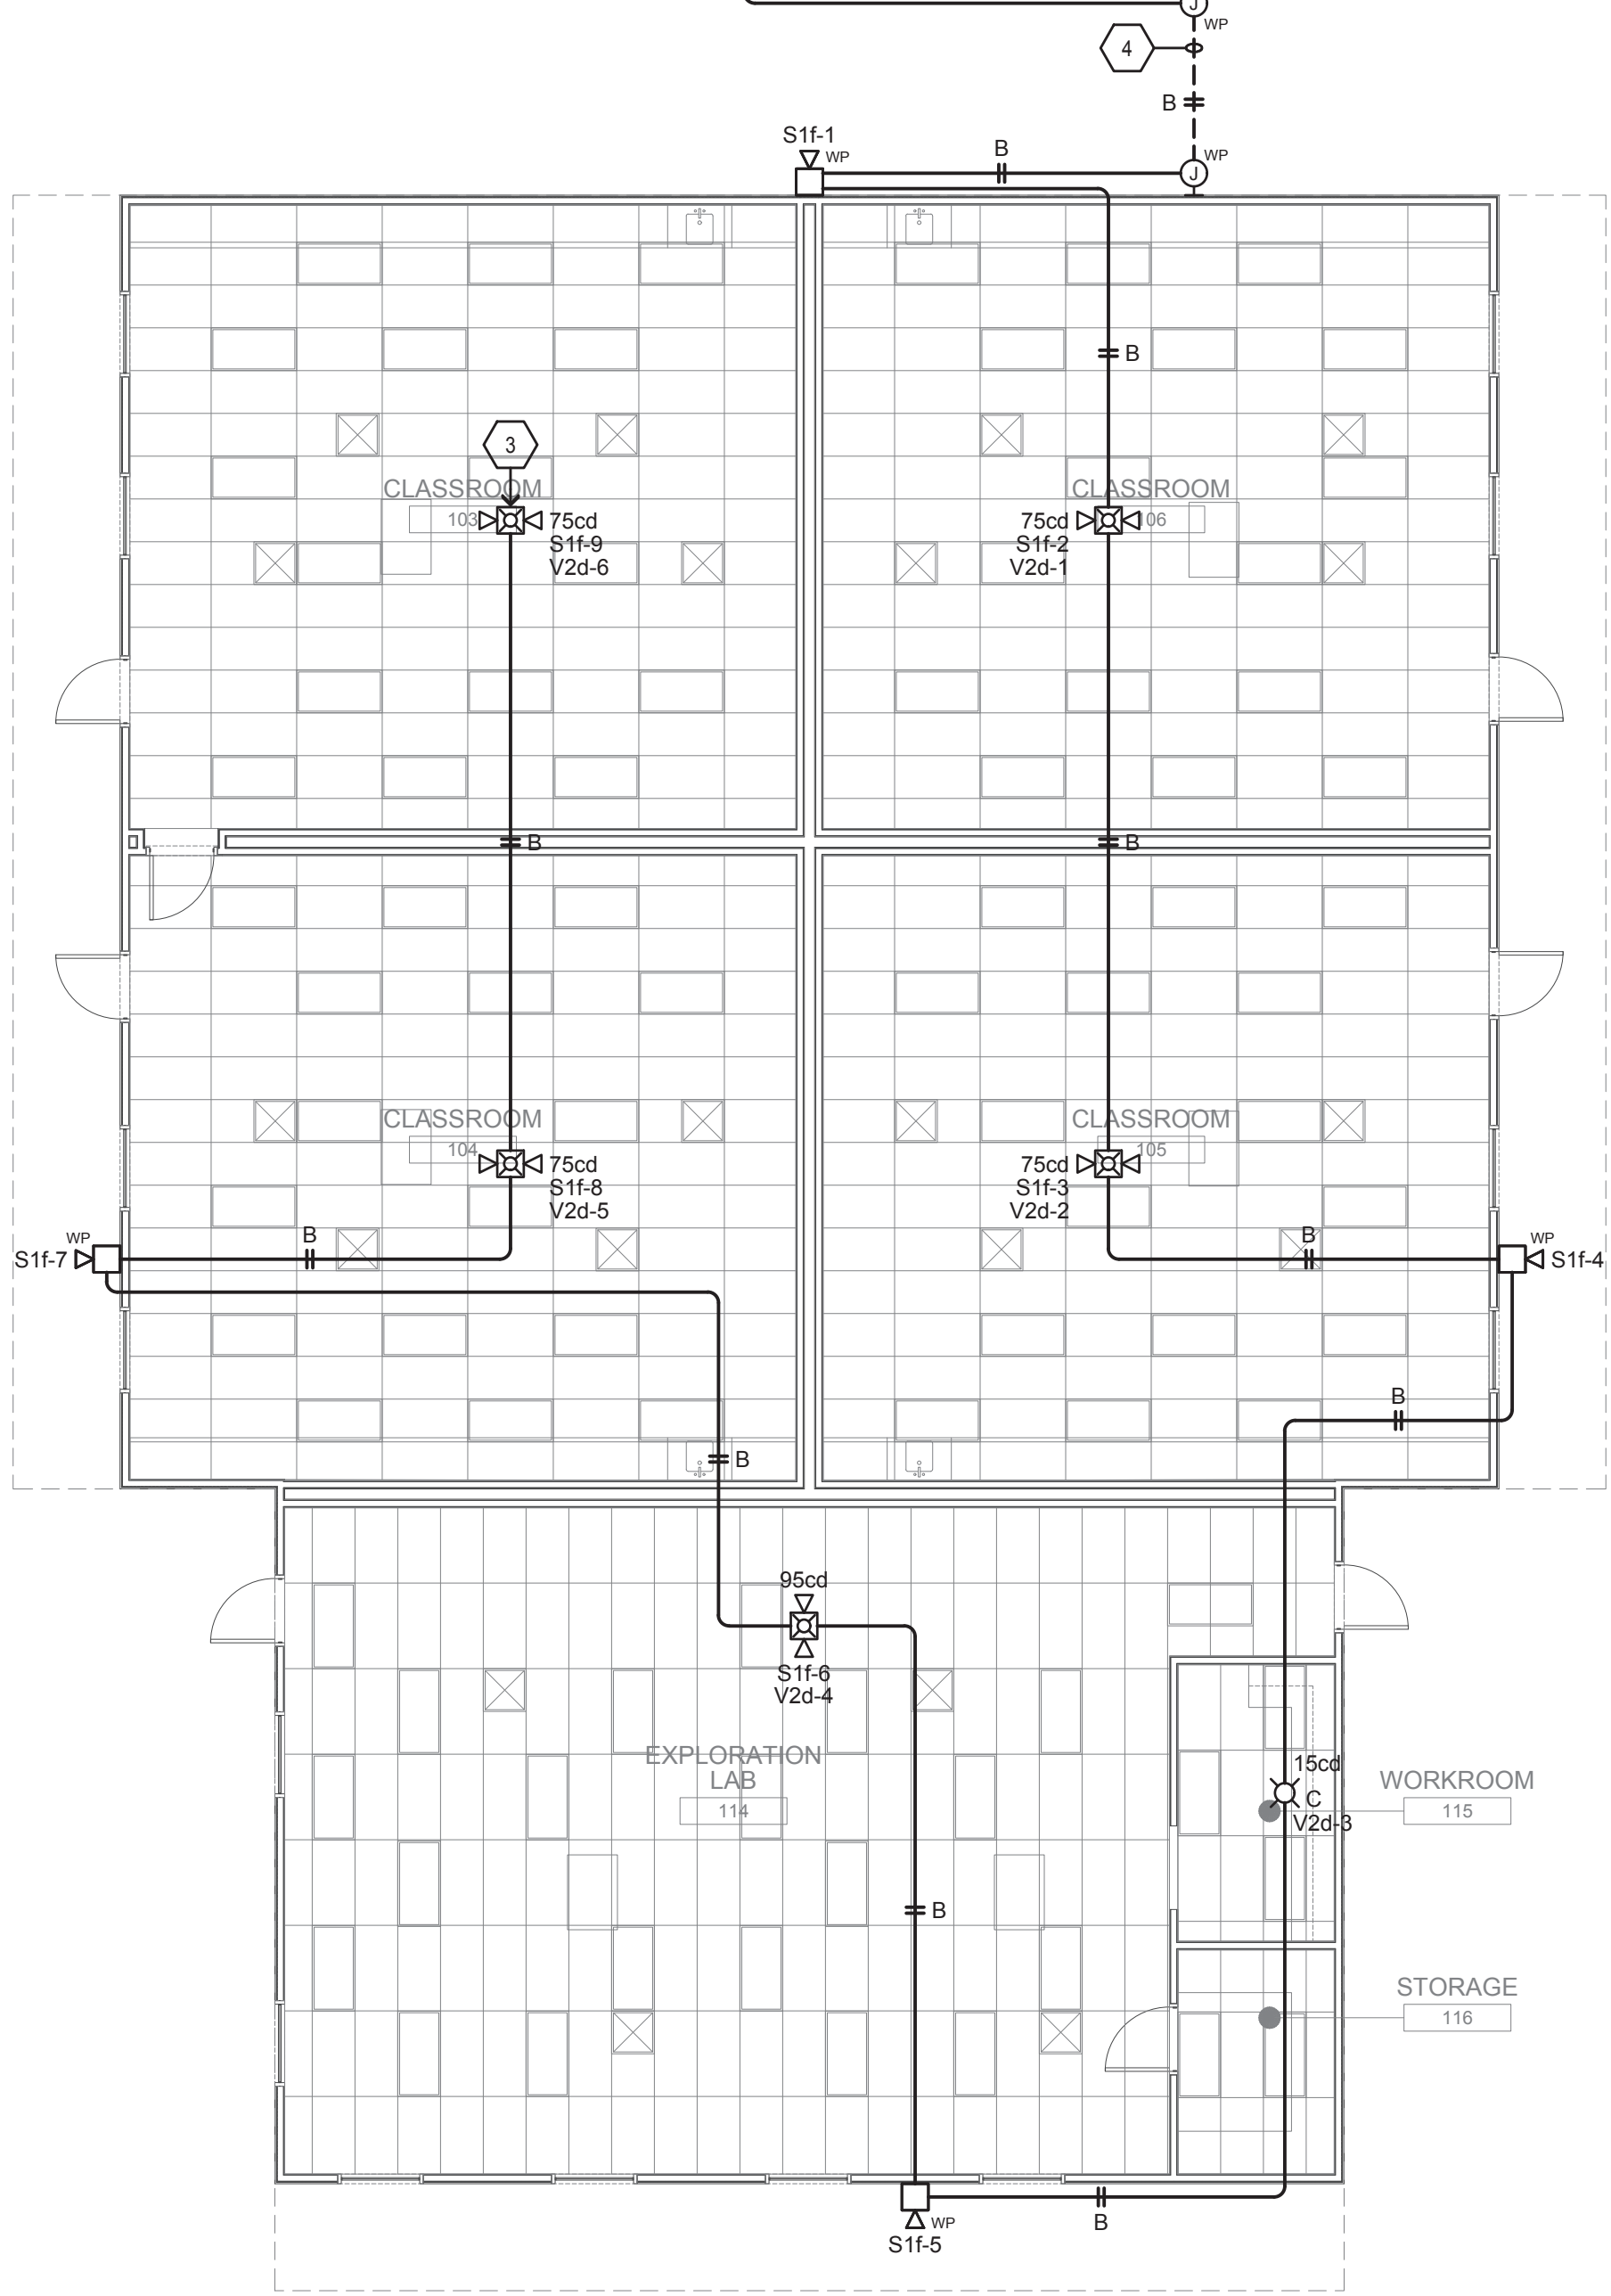 J
WP
4
B
S1f-1
WP
B
WP
J
B
3
CLASSROOM
103
75cd
S1f-9
V2d-6
CLASSROOM
106
75cd
S1f-2
V2d-1
B
B
CLASSROOM
104
75cd
S1f-8
V2d-5
CLASSROOM
105
75cd
S1f-3
V2d-2
WP
S1f-7
B
B
WP
S1f-4
B
B
95cd
S1f-6
V2d-4
EXPLORATION
LAB
114
15cd
C
V2d-3
WORKROOM
115
B
STORAGE
116
WP
S1f-5
B